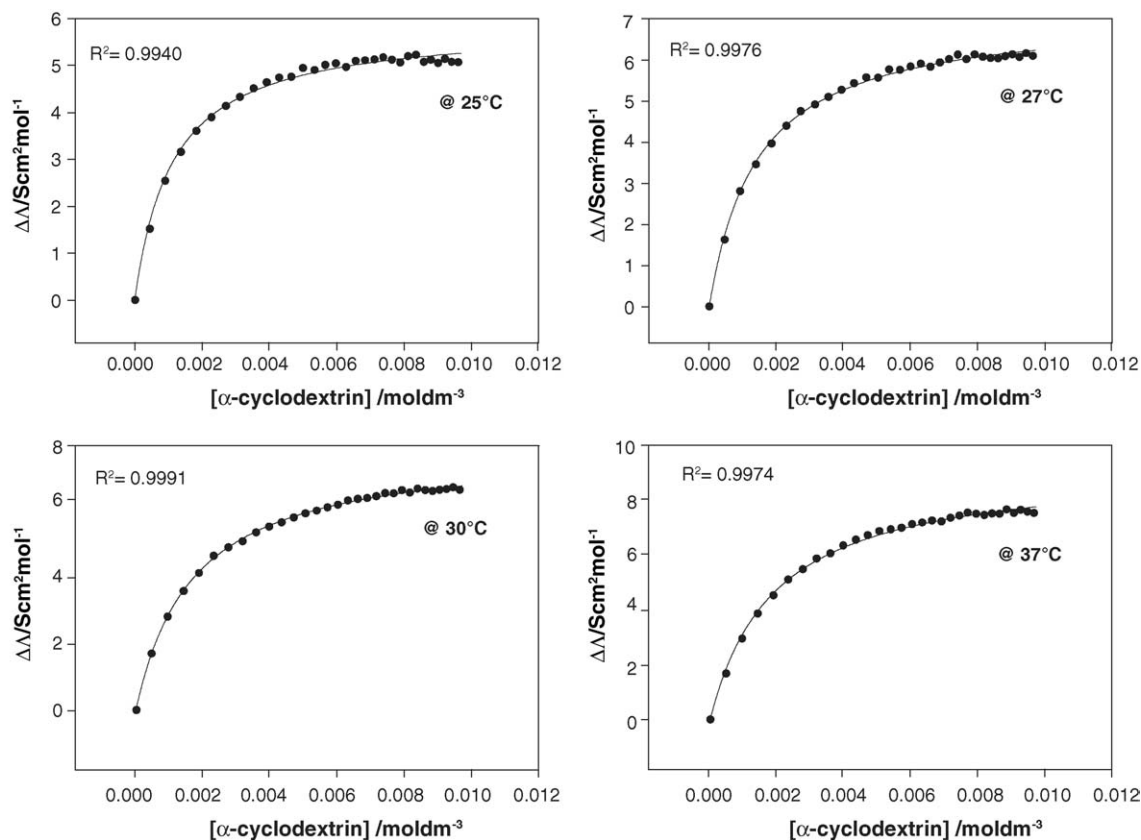 6
5
4
3
2
1
0
R²= 0.9940
@ 25°C
ΔΛ/Scm²mol⁻¹
0.000 0.002 0.004 0.006 0.008 0.010 0.012
[α-cyclodextrin] /moldm⁻³
7
6
5
4
3
2
1
0
R²= 0.9976
@ 27°C
ΔΛ/Scm²mol⁻¹
0.000 0.002 0.004 0.006 0.008 0.010 0.012
[α-cyclodextrin] /moldm⁻³
8
6
4
2
0
R²= 0.9991
@ 30°C
ΔΛ/Scm²mol⁻¹
0.000 0.002 0.004 0.006 0.008 0.010 0.012
[α-cyclodextrin] /moldm⁻³
10
8
6
4
2
0
R²= 0.9974
@ 37°C
ΔΛ/Scm²mol⁻¹
0.000 0.002 0.004 0.006 0.008 0.010 0.012
[α-cyclodextrin] /moldm⁻³